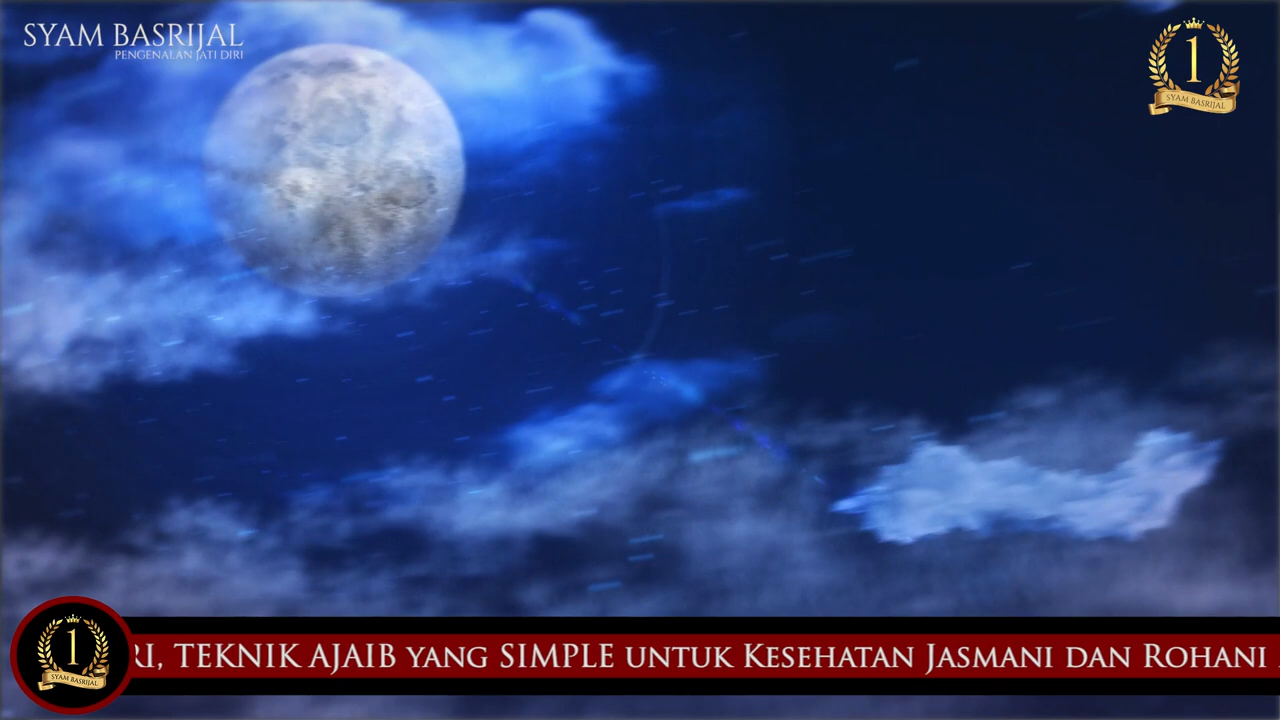 SYAM BASRIJAL
PENGENALAN JATI DIRI
1
SYAM BASRIJAL
1
SYAM BASRIJAL
RI, TEKNIK AJAIB YANG SIMPLE UNTUK KESEHATAN JASMANI DAN ROHANI